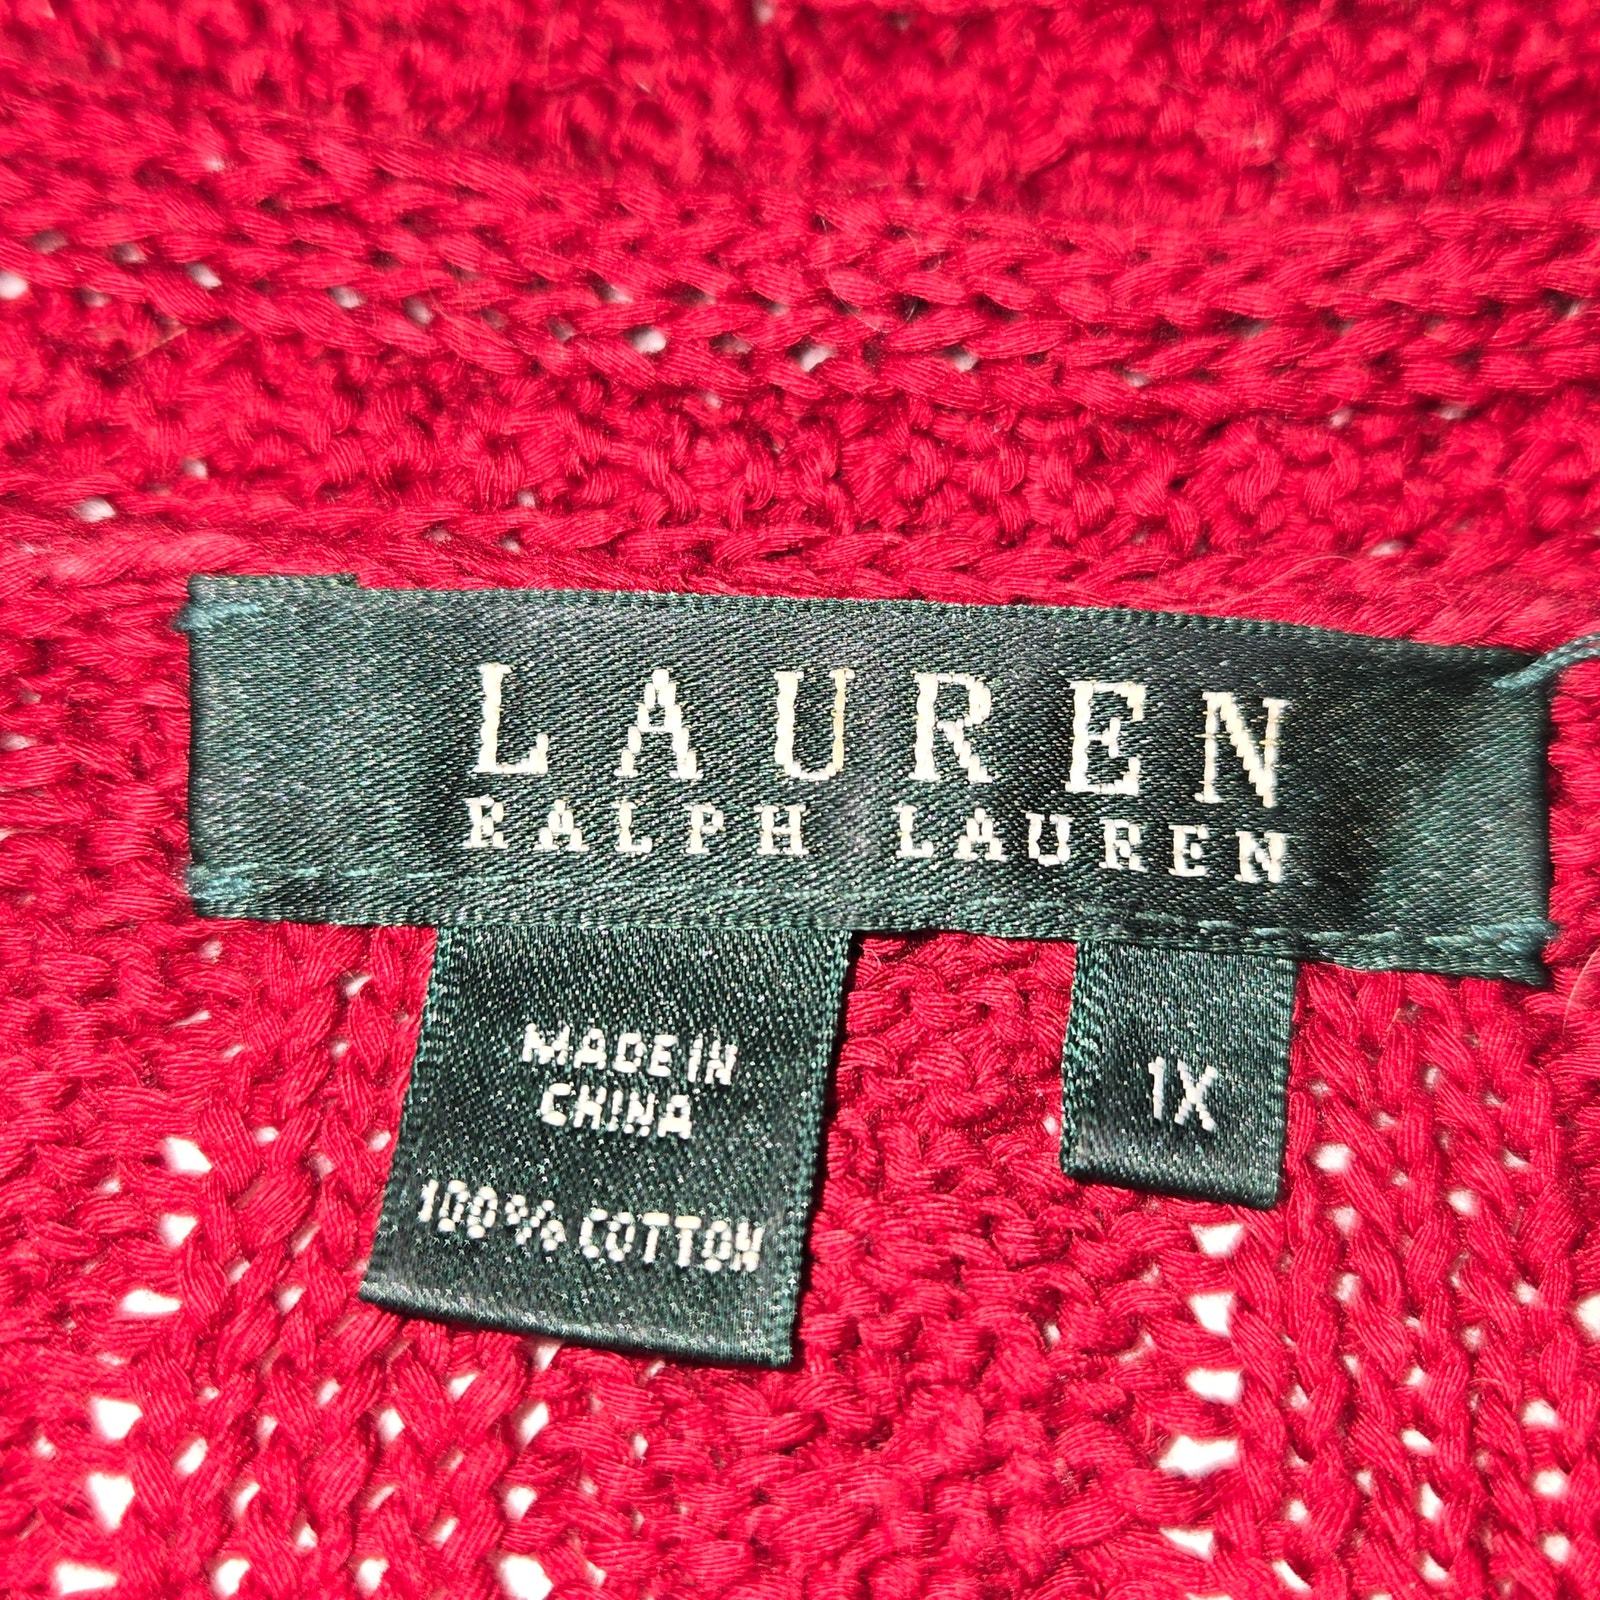 LAUREN
RALPH LAUREN
MADE IN
CHINA
100% COTTON
1X